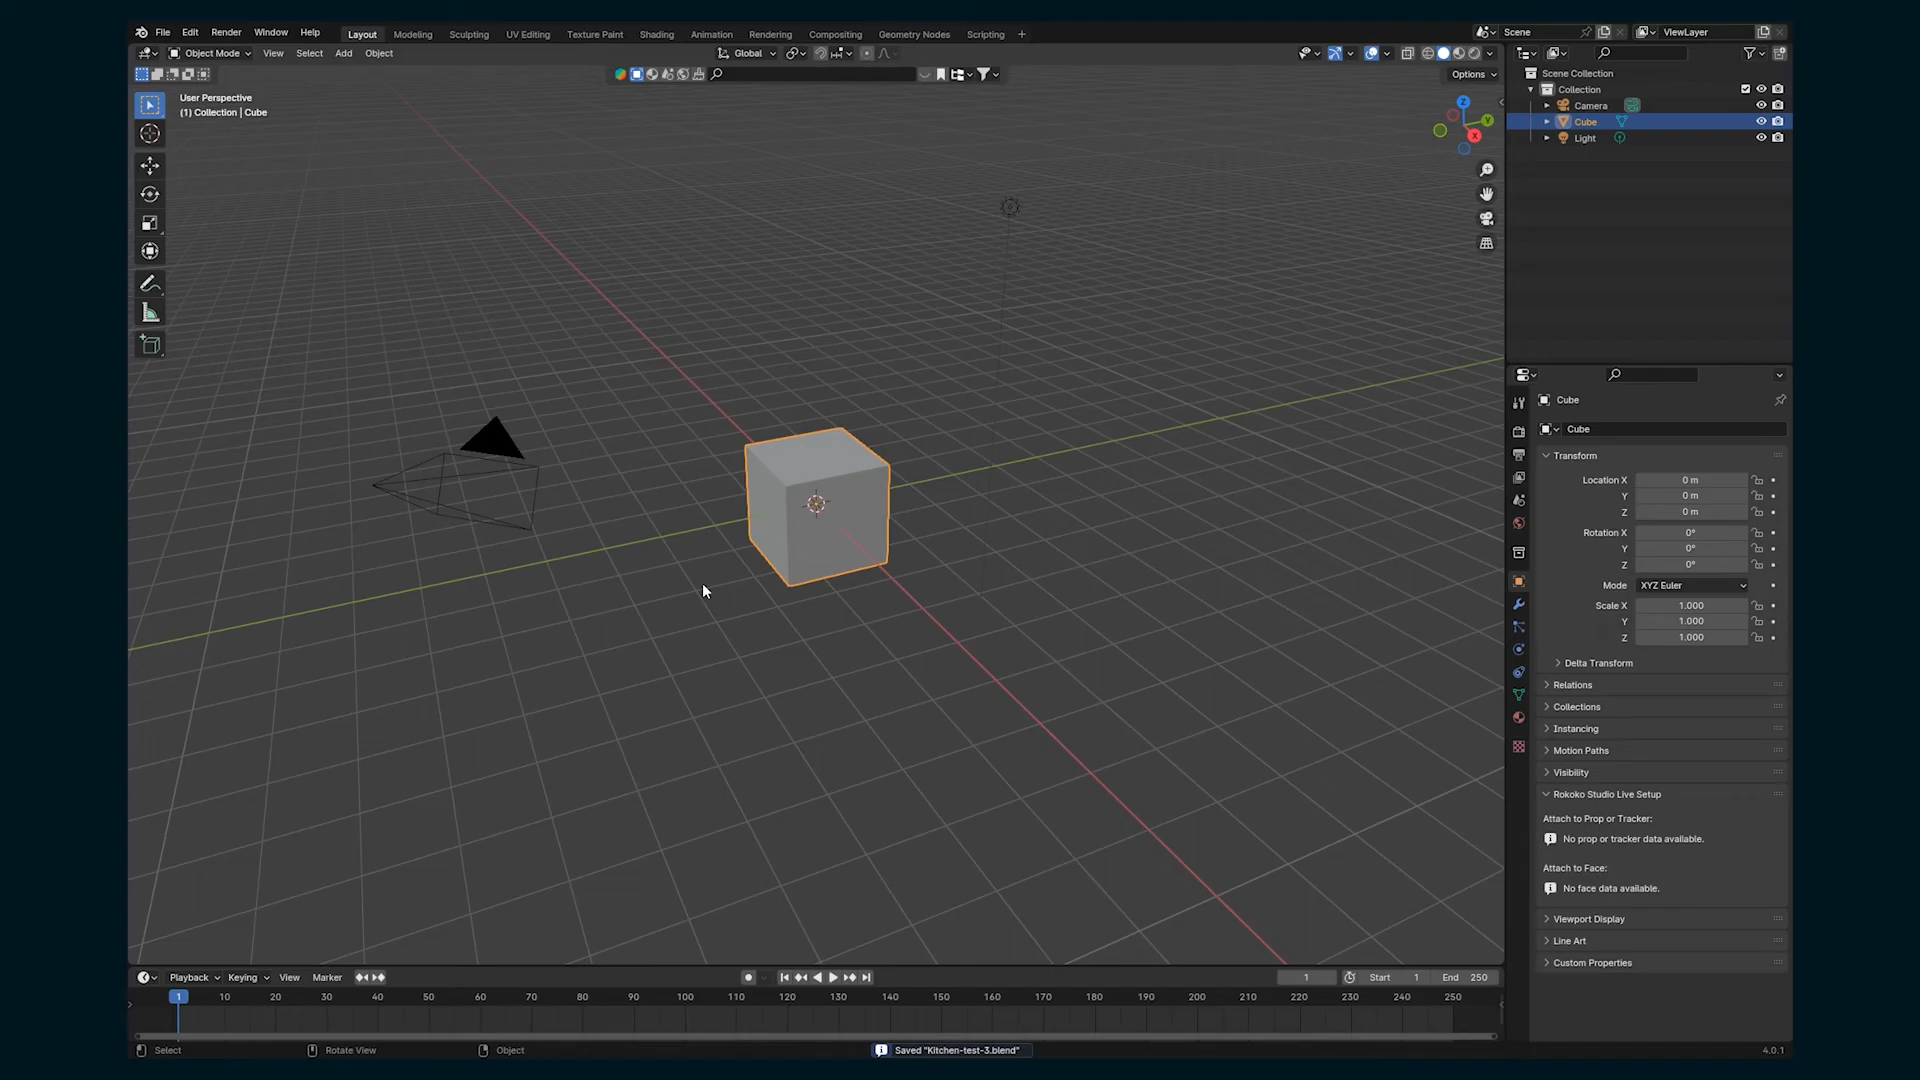 File Edit Render Window Help Layout Modeling Sculpting UV Editing Texture Paint Shading Animation Rendering Compositing Geometry Nodes Scripting + Scene ViewLayer
Object Mode View Select Add Object Global
Options
User Perspective
(1) Collection | Cube
Z
Y
X
Scene Collection
Collection
Camera
Cube
Light
Cube
Cube
Transform
Location X 0 m
Y 0 m
Z 0 m
Rotation X 0°
Y 0°
Z 0°
Mode XYZ Euler
Scale X 1.000
Y 1.000
Z 1.000
Delta Transform
Relations
Collections
Instancing
Motion Paths
Visibility
Rokoko Studio Live Setup
Attach to Prop or Tracker:
No prop or tracker data available.
Attach to Face:
No face data available.
Viewport Display
Line Art
Custom Properties
Playback Keying View Marker 1 Start 1 End 250
1 10 20 30 40 50 60 70 80 90 100 110 120 130 140 150 160 170 180 190 200 210 220 230 240 250
Select Rotate View Object Saved "Kitchen-test-3.blend" 4.0.1